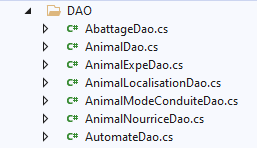 DAO
C# AbattageDao.cs
C# AnimalDao.cs
C# AnimalExpeDao.cs
C# AnimalLocalisationDao.cs
C# AnimalModeConduiteDao.cs
C# AnimalNourriceDao.cs
C# AutomateDao.cs